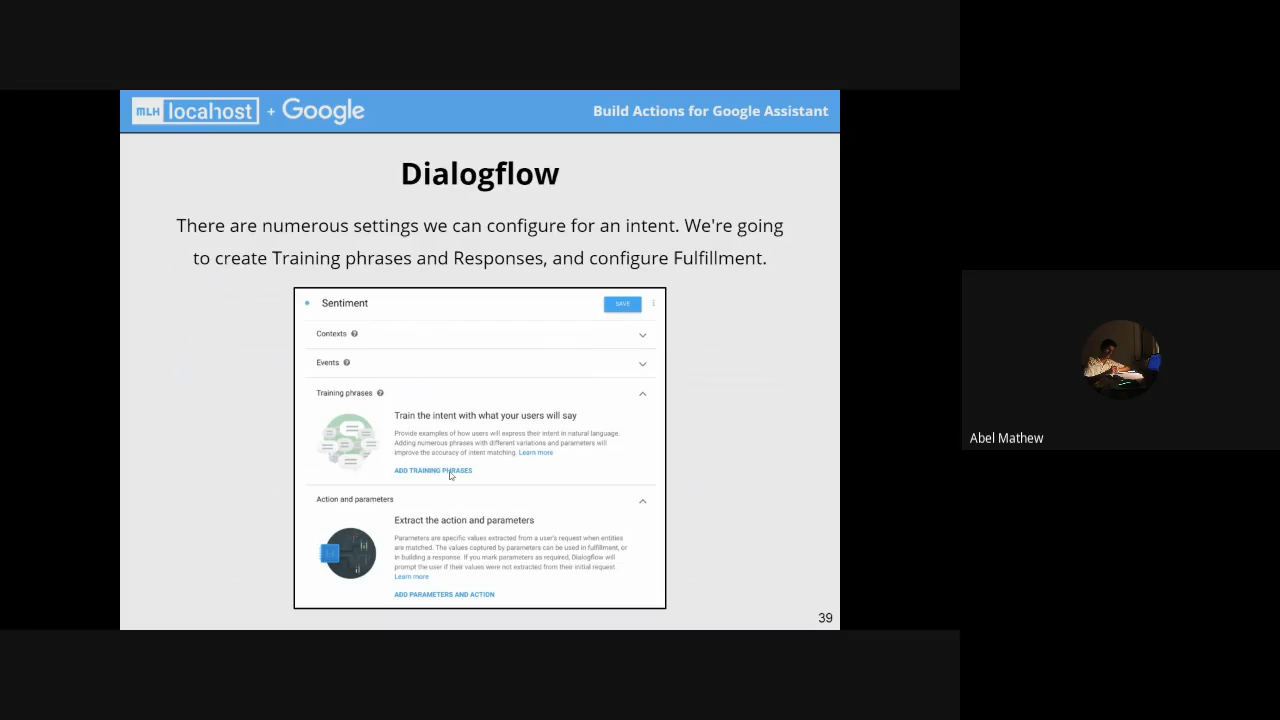 MLH localhost + Google
Build Actions for Google Assistant
Dialogflow
There are numerous settings we can configure for an intent. We're going
to create Training phrases and Responses, and configure Fulfillment.
Sentiment
SAVE
Contexts
Events
Training phrases
Train the intent with what your users will say
Provide examples of how users will express their intent in natural language.
Adding numerous phrases with different variations and parameters will
improve the accuracy of intent matching. Learn more
ADD TRAINING PHRASES
Action and parameters
Extract the action and parameters
Parameters are specific values extracted from a user's request when entities
are matched. The values captured by parameters can be used in fulfillment, or
in building a response. If you mark parameters as required, Dialogflow will
prompt the user if their values were not extracted from their initial request.
Learn more
ADD PARAMETERS AND ACTION
39
Abel Mathew